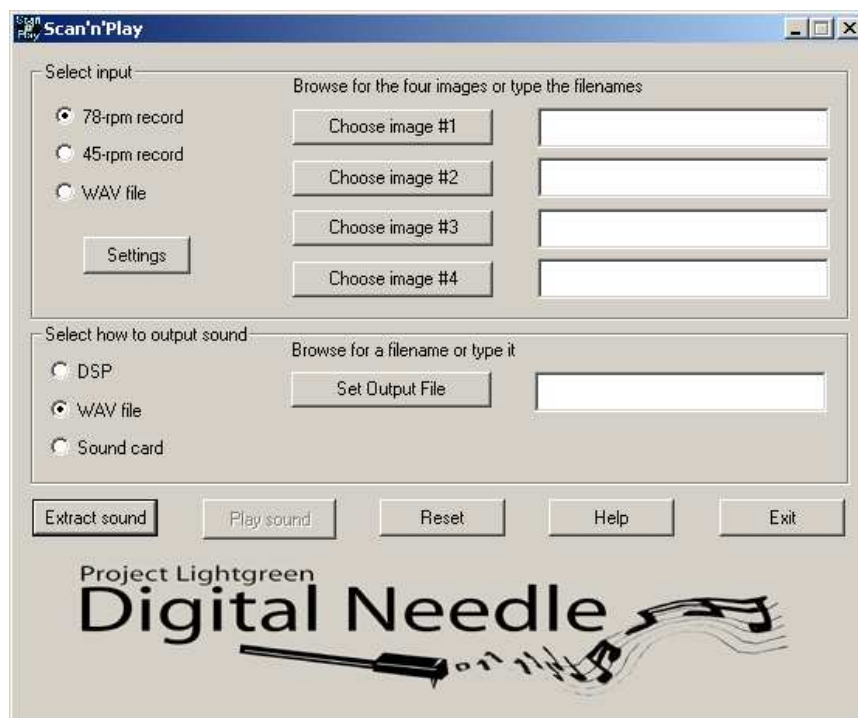 Scan'n'Play
Scan'n'Play
Select input
Browse for the four images or type the filenames
78-rpm record
Choose image #1
45-rpm record
Choose image #2
WAV file
Choose image #3
Settings
Choose image #4
Select how to output sound
Browse for a filename or type it
DSP
Set Output File
WAV file
Sound card
Extract sound Play sound Reset Help Exit
Project Lightgreen
Digital Needle